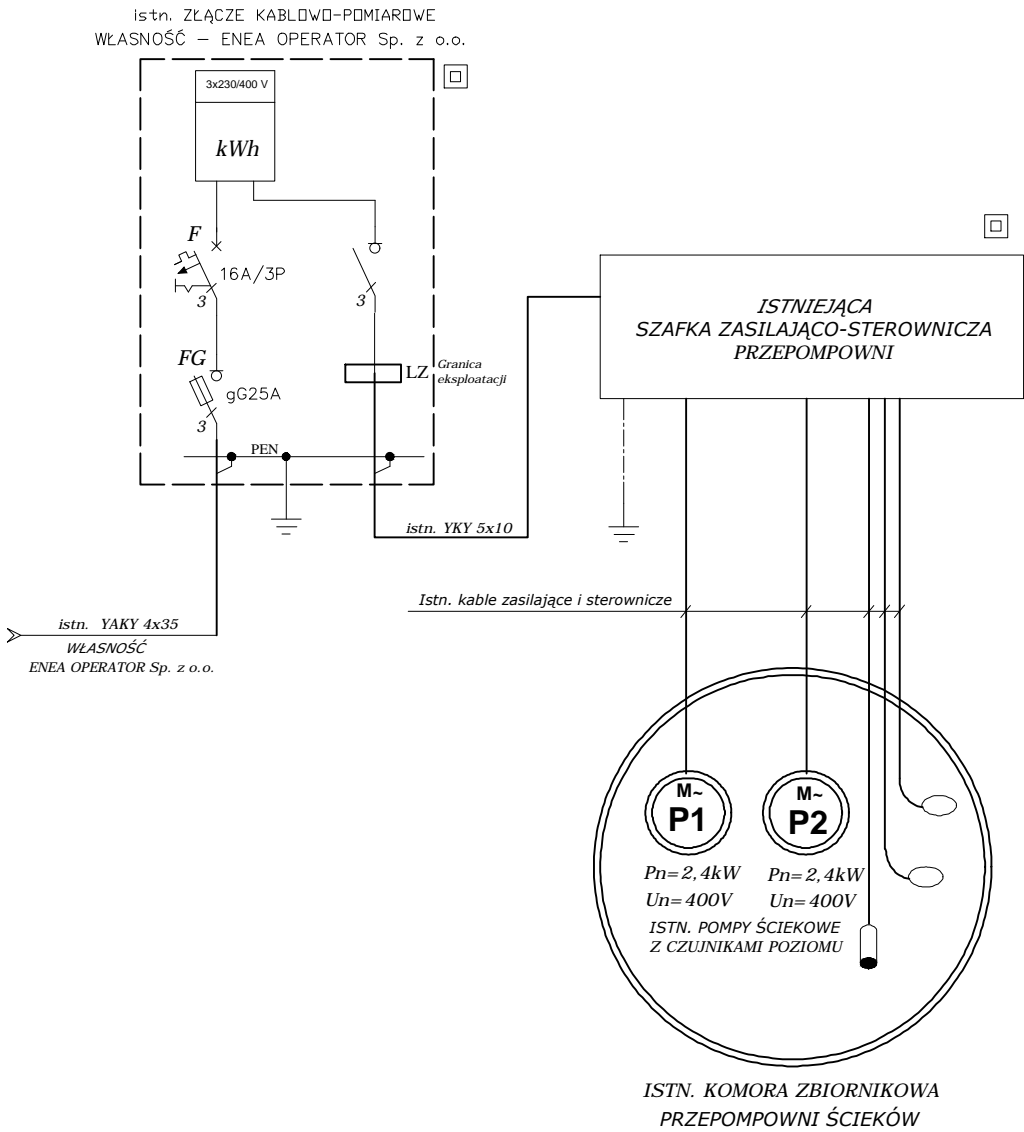 istn. ZŁĄCZE KABLOWO-POMIAROWE
WŁASNOŚĆ – ENEA OPERATOR Sp. z o.o.
3x230/400 V
kWh
F
16A/3P
3
3
FG
gG25A
3
LZ
Granica
eksploatacji
PEN
ISTNIEJĄCA
SZAFKA ZASILAJĄCO-STEROWNICZA
PRZEPOMPOWNI
istn. YKY 5x10
Istn. kable zasilające i sterownicze
istn. YAKY 4x35
WŁASNOŚĆ
ENEA OPERATOR Sp. z o.o.
M~
P1
M~
P2
Pn=2,4kW
Un=400V
Pn=2,4kW
Un=400V
ISTN. POMPY ŚCIEKOWE
Z CZUJNIKAMI POZIOMU
ISTN. KOMORA ZBIORNIKOWA
PRZEPOMPOWNI ŚCIEKÓW